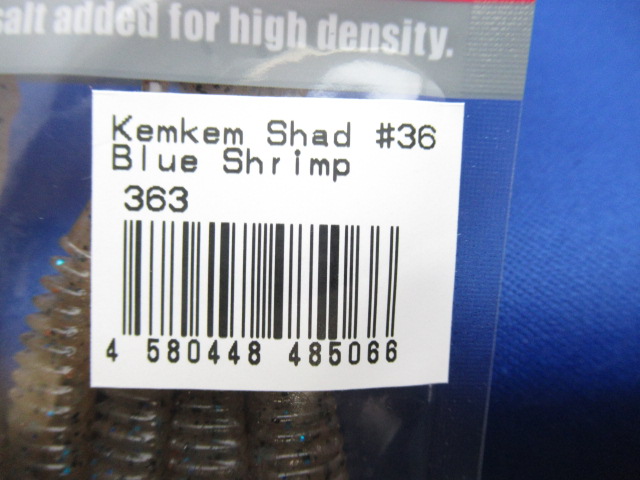 salt added for high density.
Kemkem Shad #36
Blue Shrimp
363
4 580448 485066